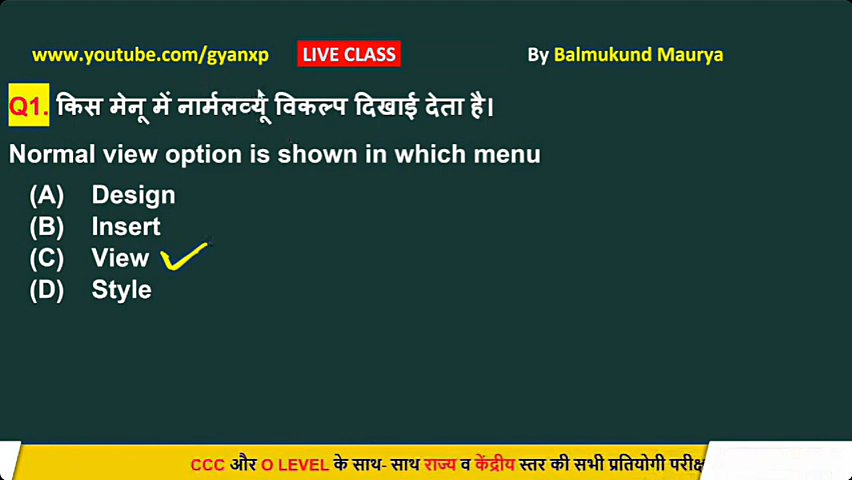 www.youtube.com/gyanxp LIVE CLASS By Balmukund Maurya
Q1. किस मेनू में नार्मलव्यूँ विकल्प दिखाई देता है।
Normal view option is shown in which menu
(A) Design
(B) Insert
(C) View
(D) Style
CCC और O LEVEL के साथ- साथ राज्य व केंद्रीय स्तर की सभी प्रतियोगी परीक्ष